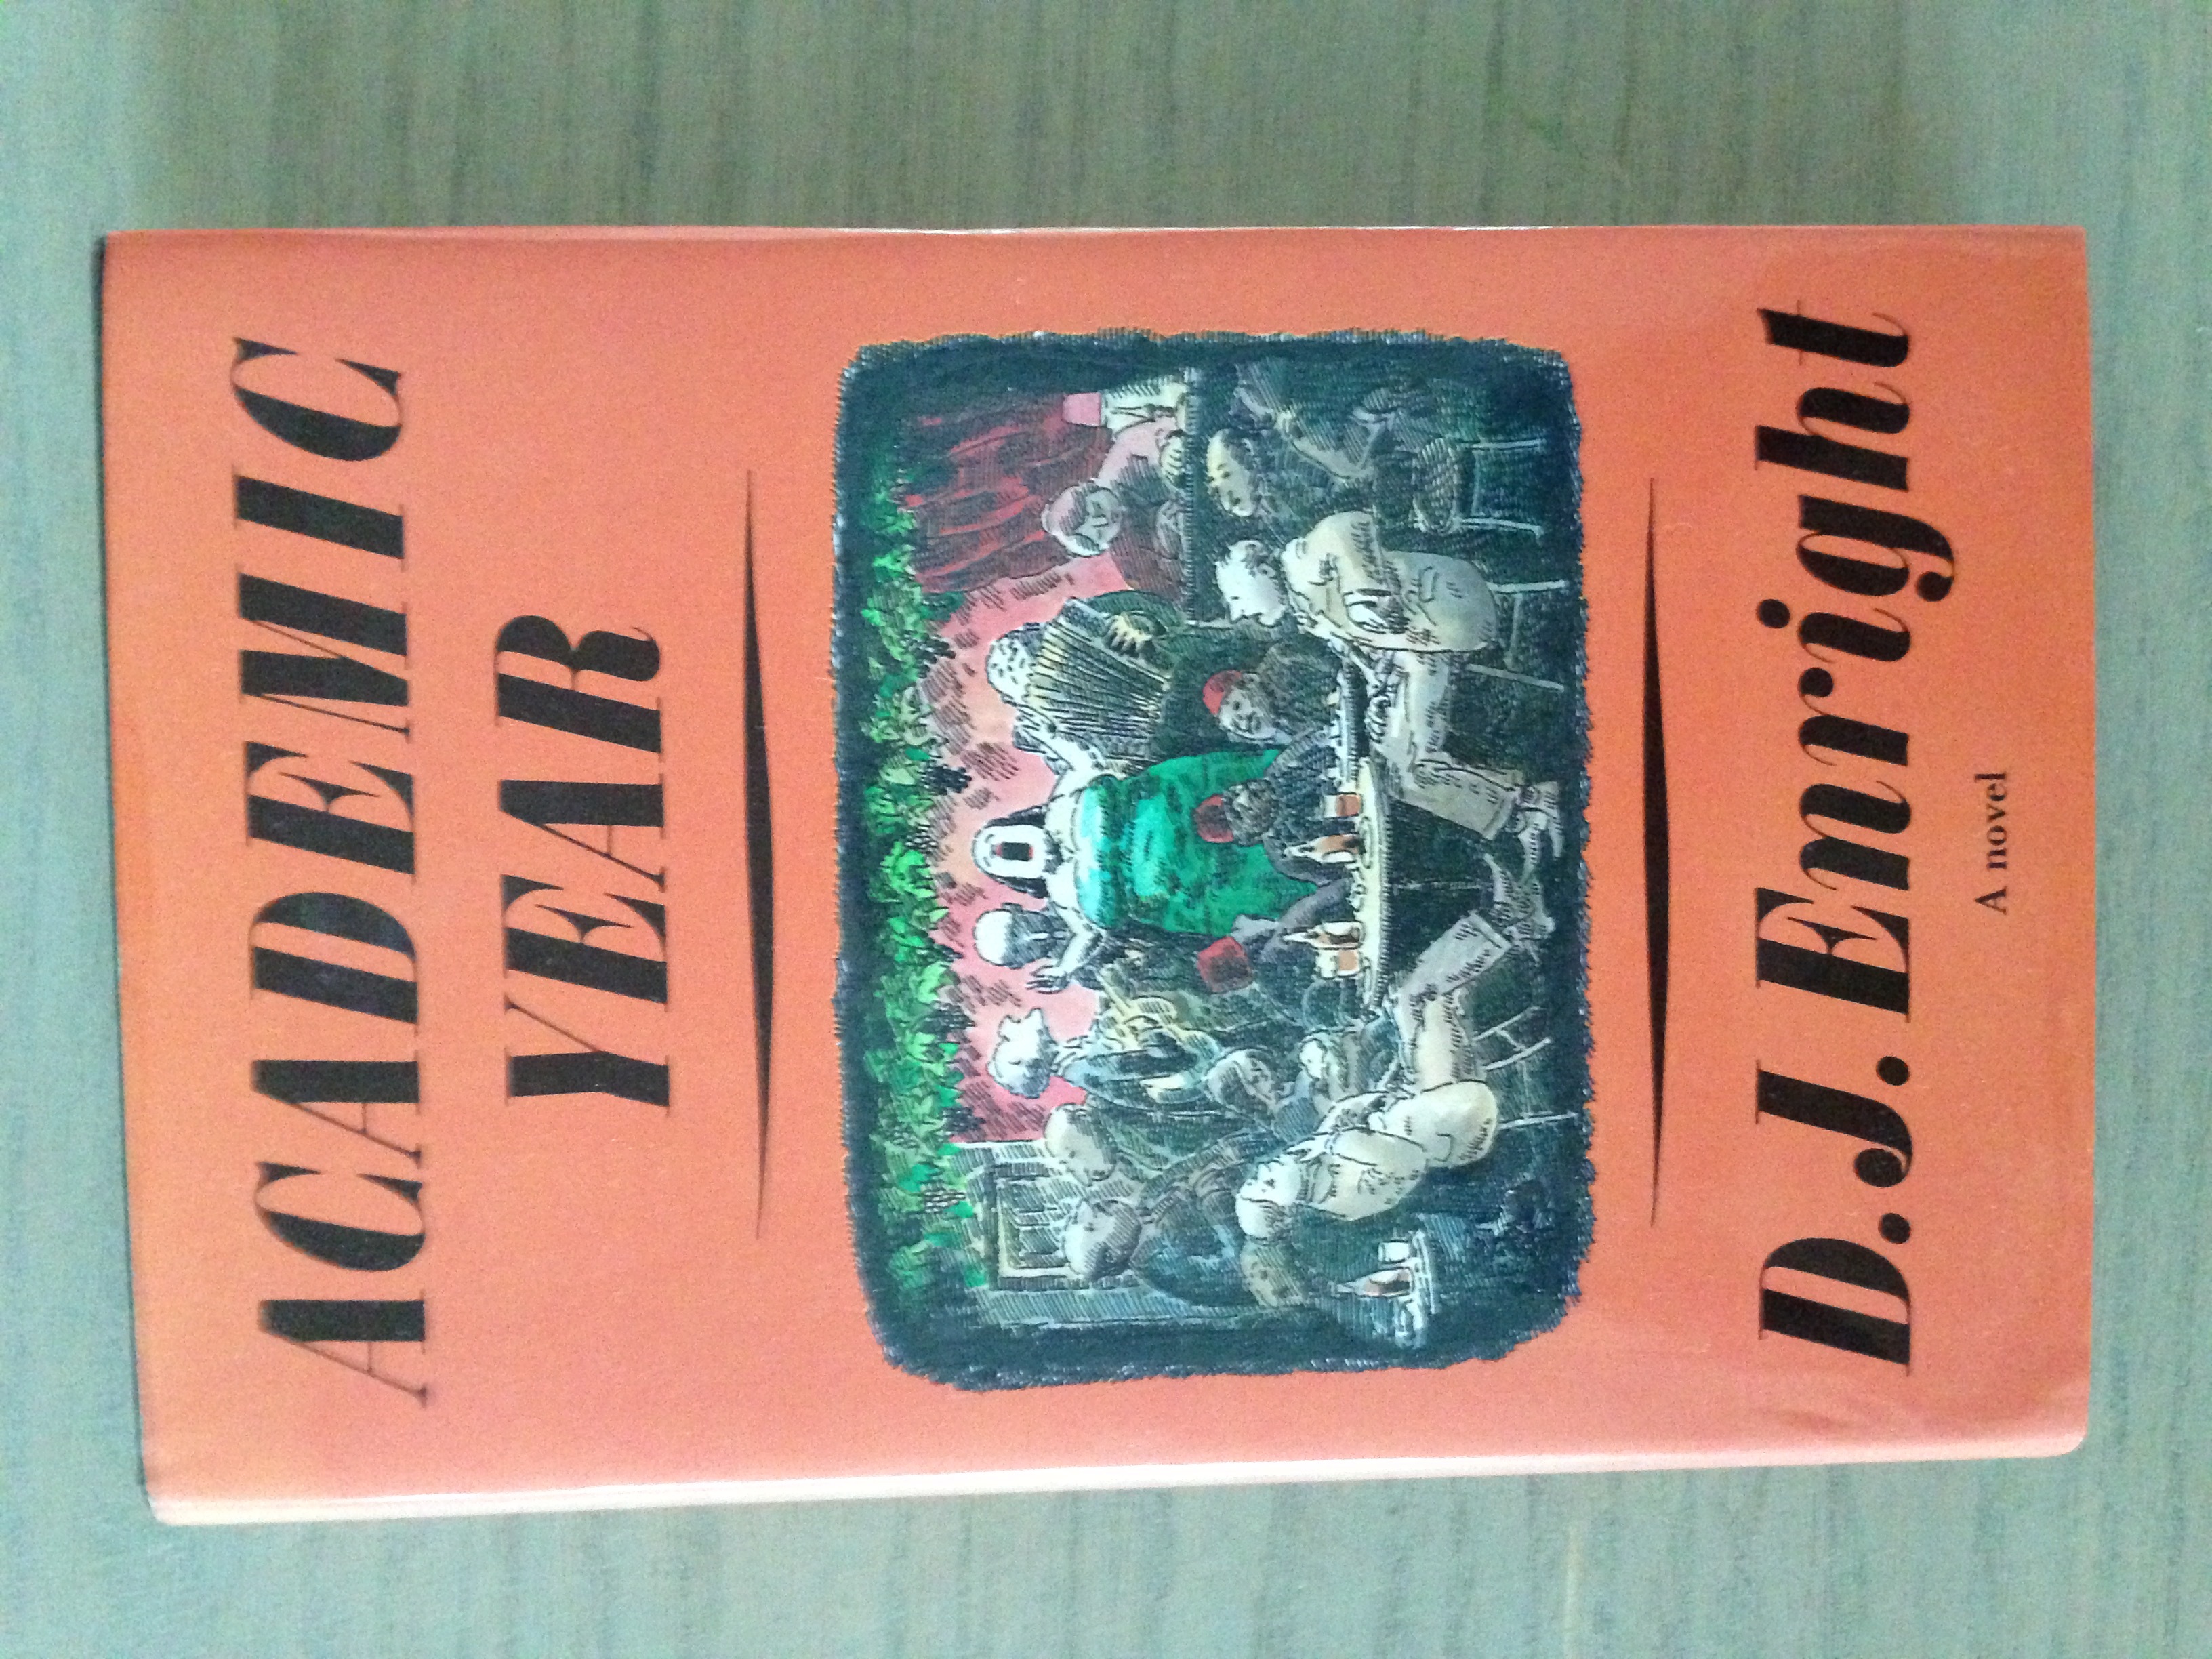 ACADEMIC
YEAR
D.J. Enright
A novel